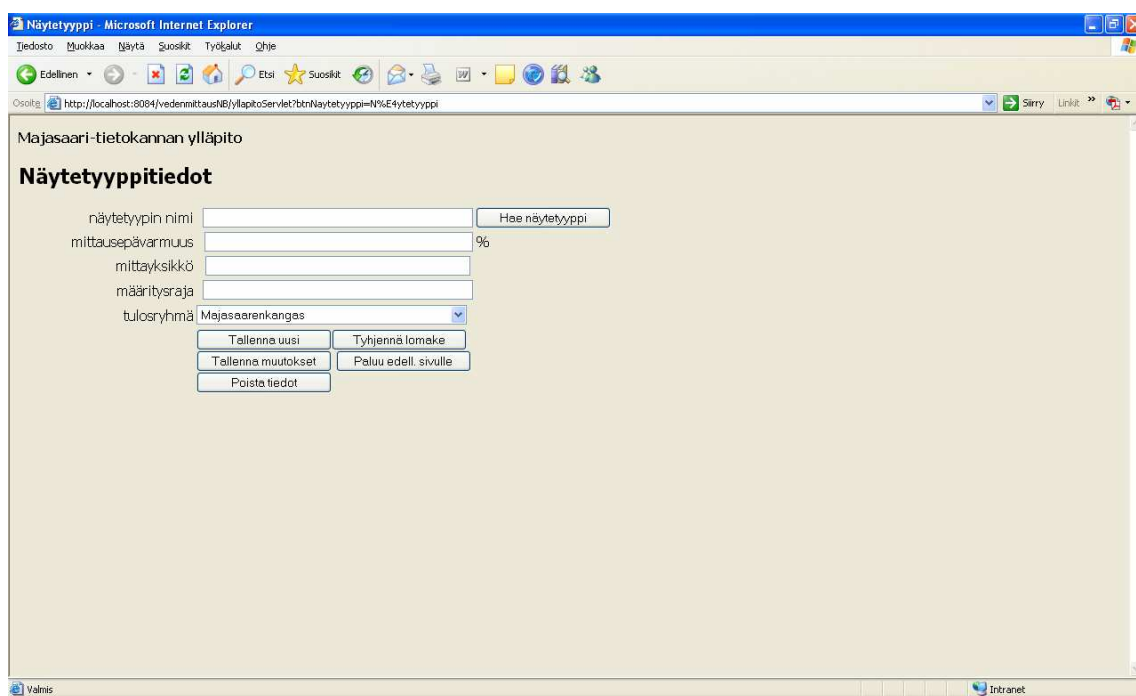 Näytetyyppi - Microsoft Internet Explorer
Tiedosto Muokkaa Näytä Suosikit Työkalut Ohje
Edellinen Etsi Suosikit
Osoite http://localhost:8084/vedenmittausNB/yllapitoServlet?btnNaytetyyppi=N%E4ytetyyppi Siirry Linkit »
Majasaari-tietokannan ylläpito
Näytetyyppitiedot
näytetyypin nimi Hae näytetyyppi
mittausepävarmuus %
mittayksikkö
määritysraja
tulosryhmä Majasaarenkangas
Tallenna uusi Tyhjennä lomake
Tallenna muutokset Paluu edell. sivulle
Poista tiedot
Valmis Intranet